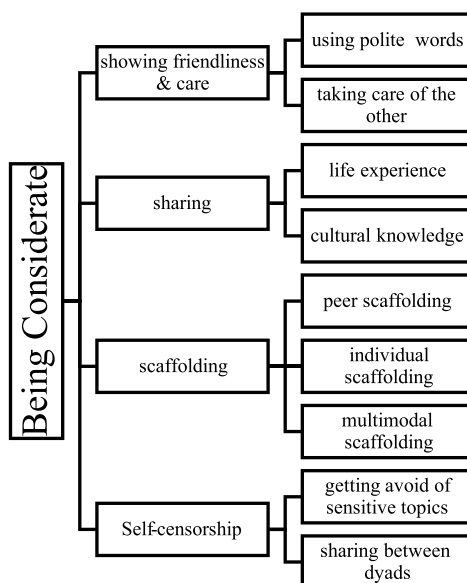 Being Considerate
showing friendliness
& care
using polite words
taking care of the
other
sharing
life experience
cultural knowledge
scaffolding
peer scaffolding
individual
scaffolding
multimodal
scaffolding
Self-censorship
getting avoid of
sensitive topics
sharing between
dyads